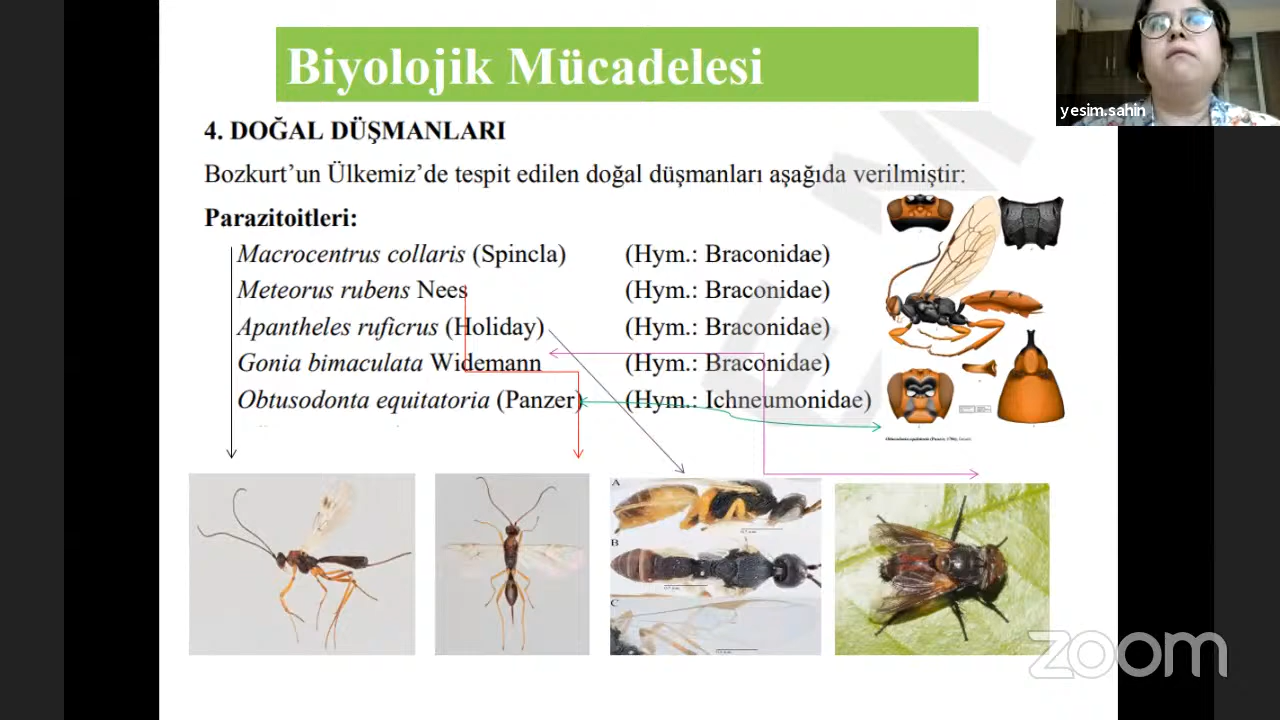 Biyolojik Mücadelesi
yesim.sahin
4. DOĞAL DÜŞMANLARI
Bozkurt’un Ülkemiz’de tespit edilen doğal düşmanları aşağıda verilmiştir:
Parazitoitleri:
Macrocentrus collaris (Spincla) (Hym.: Braconidae)
Meteorus rubens Nees (Hym.: Braconidae)
Apantheles ruficrus (Holiday) (Hym.: Braconidae)
Gonia bimaculata Widemann (Hym.: Braconidae)
Obtusodonta equitatoria (Panzer) (Hym.: Ichneumonidae)
A
B
C
zoom